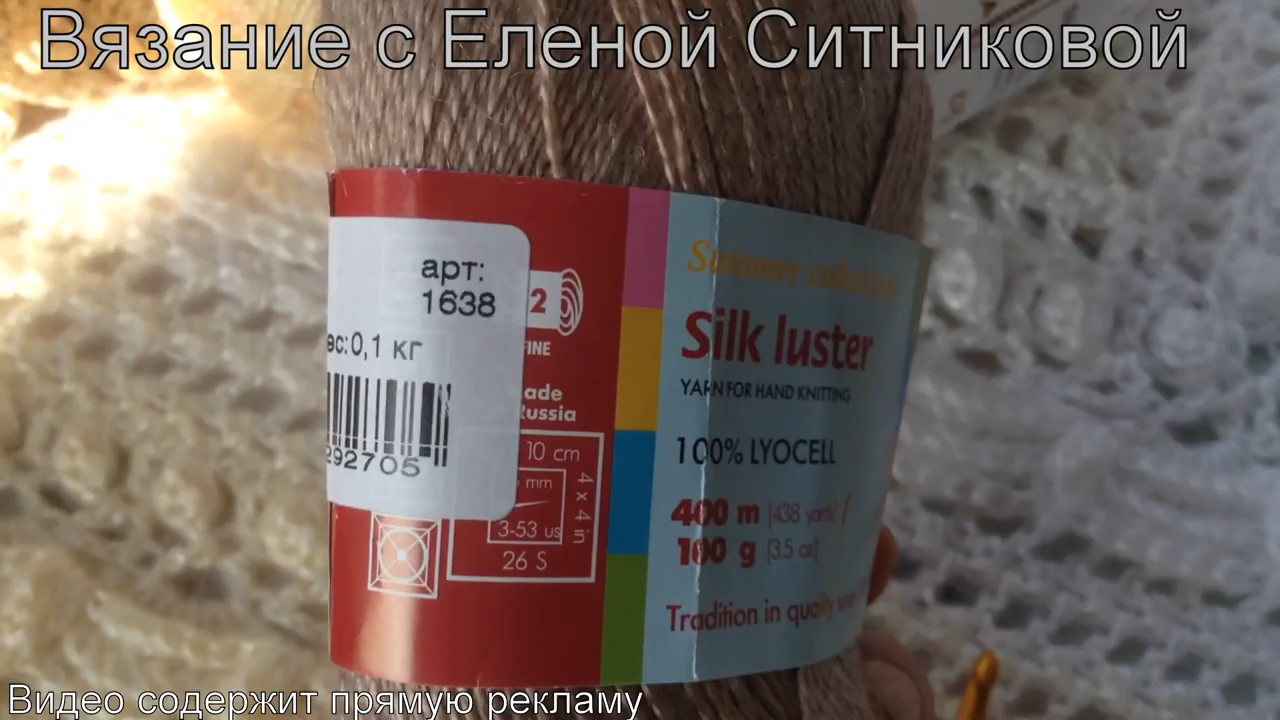 Вязание с Еленой Ситниковой
арт:
1638
ес:0,1 кг
292705
2
FINE
ade
Russia
10 cm
mm
4 x 4 in
3-53 us
26 S
Summer
Silk luster
YARN FOR HAND KNITTING
100% LYOCELL
400 m [438 yards] /
100 g [3.5 oz]
Tradition in quality
Видео содержит прямую рекламу